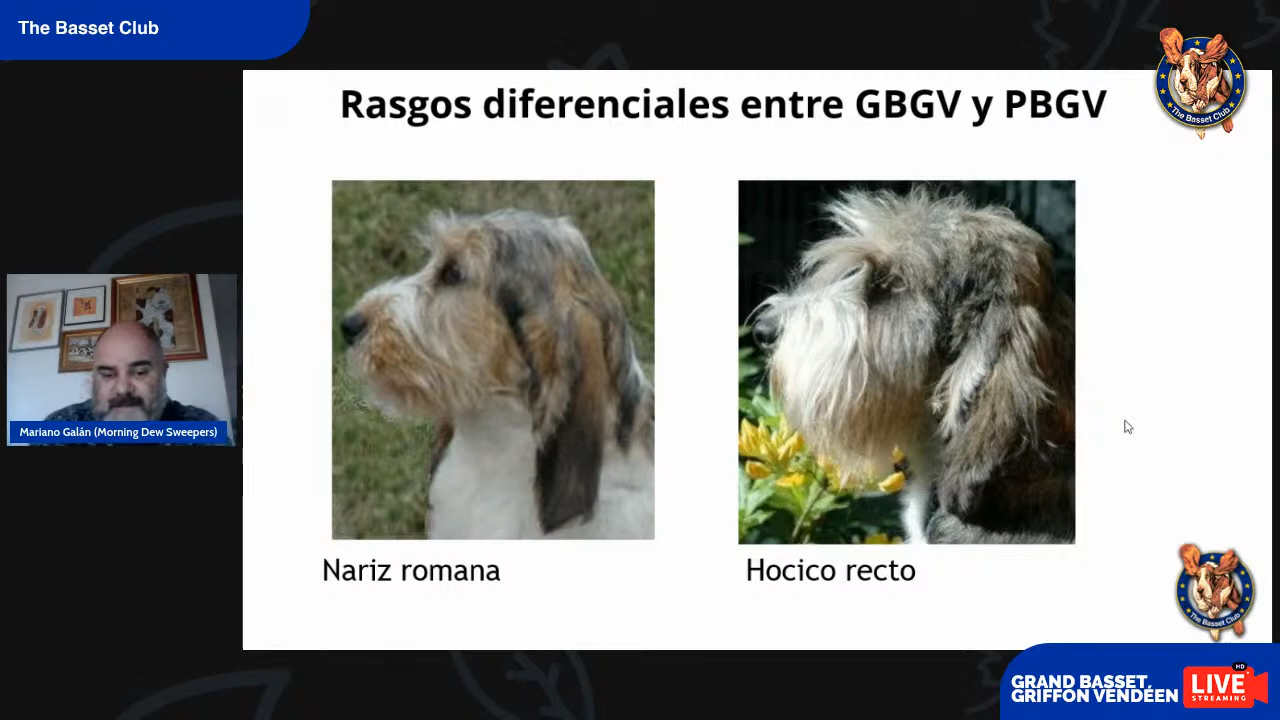 The Basset Club
Rasgos diferenciales entre GBGV y PBGV
The Basset Club
Mariano Galán (Morning Dew Sweepers)
Nariz romana
Hocico recto
The Basset Club
GRAND BASSET
GRIFFON VENDÉEN
HD
LIVE
STREAMING